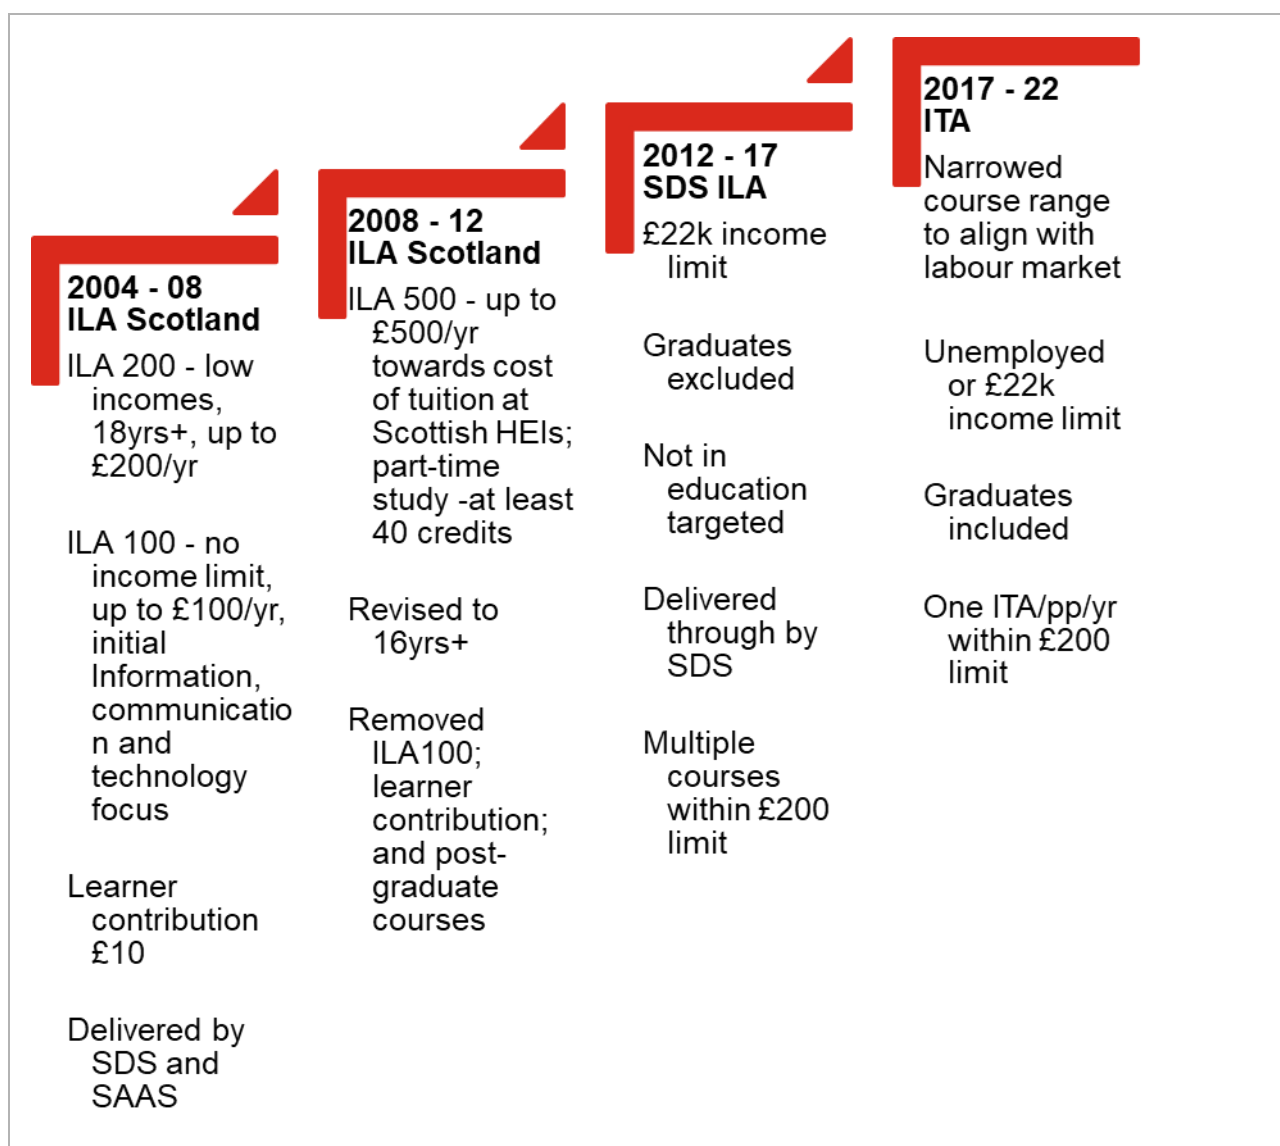 2004 - 08
ILA Scotland
ILA 200 - low
incomes,
18yrs+, up to
£200/yr
ILA 100 - no
income limit,
up to £100/yr,
initial
Information,
communicatio
n and
technology
focus
Learner
contribution
£10
Delivered by
SDS and
SAAS
2008 - 12
ILA Scotland
ILA 500 - up to
£500/yr
towards cost
of tuition at
Scottish HEIs;
part-time
study -at least
40 credits
Revised to
16yrs+
Removed
ILA100;
learner
contribution;
and post-
graduate
courses
2012 - 17
SDS ILA
£22k income
limit
Graduates
excluded
Not in
education
targeted
Delivered
through by
SDS
Multiple
courses
within £200
limit
2017 - 22
ITA
Narrowed
course range
to align with
labour market
Unemployed
or £22k
income limit
Graduates
included
One ITA/pp/yr
within £200
limit